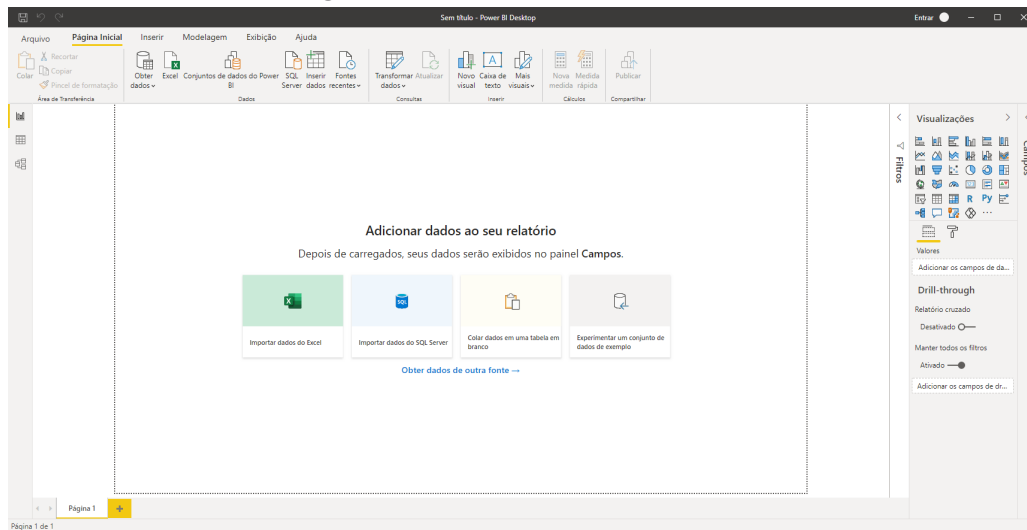 Sem título - Power BI Desktop
Entrar
Arquivo
Página Inicial
Inserir
Modelagem
Exibição
Ajuda
Colar
Recortar
Copiar
Pincel de formatação
Área de Transferência
Obter dados
Excel
Conjuntos de dados do Power BI
SQL Server
Inserir dados
Fontes recentes
Dados
Transformar dados
Atualizar
Consultas
Novo visual
Caixa de texto
Mais visuais
Inserir
Nova medida
Medida rápida
Cálculos
Publicar
Compartilhar
Filtros
Visualizações
Campos
R
Py
Valores
Adicionar os campos de da...
Drill-through
Relatório cruzado
Desativado
Manter todos os filtros
Ativado
Adicionar os campos de dr...
Adicionar dados ao seu relatório
Depois de carregados, seus dados serão exibidos no painel Campos.
Importar dados do Excel
SQL
Importar dados do SQL Server
Colar dados em uma tabela em
branco
Experimentar um conjunto de
dados de exemplo
Obter dados de outra fonte →
Página 1
Página 1 de 1